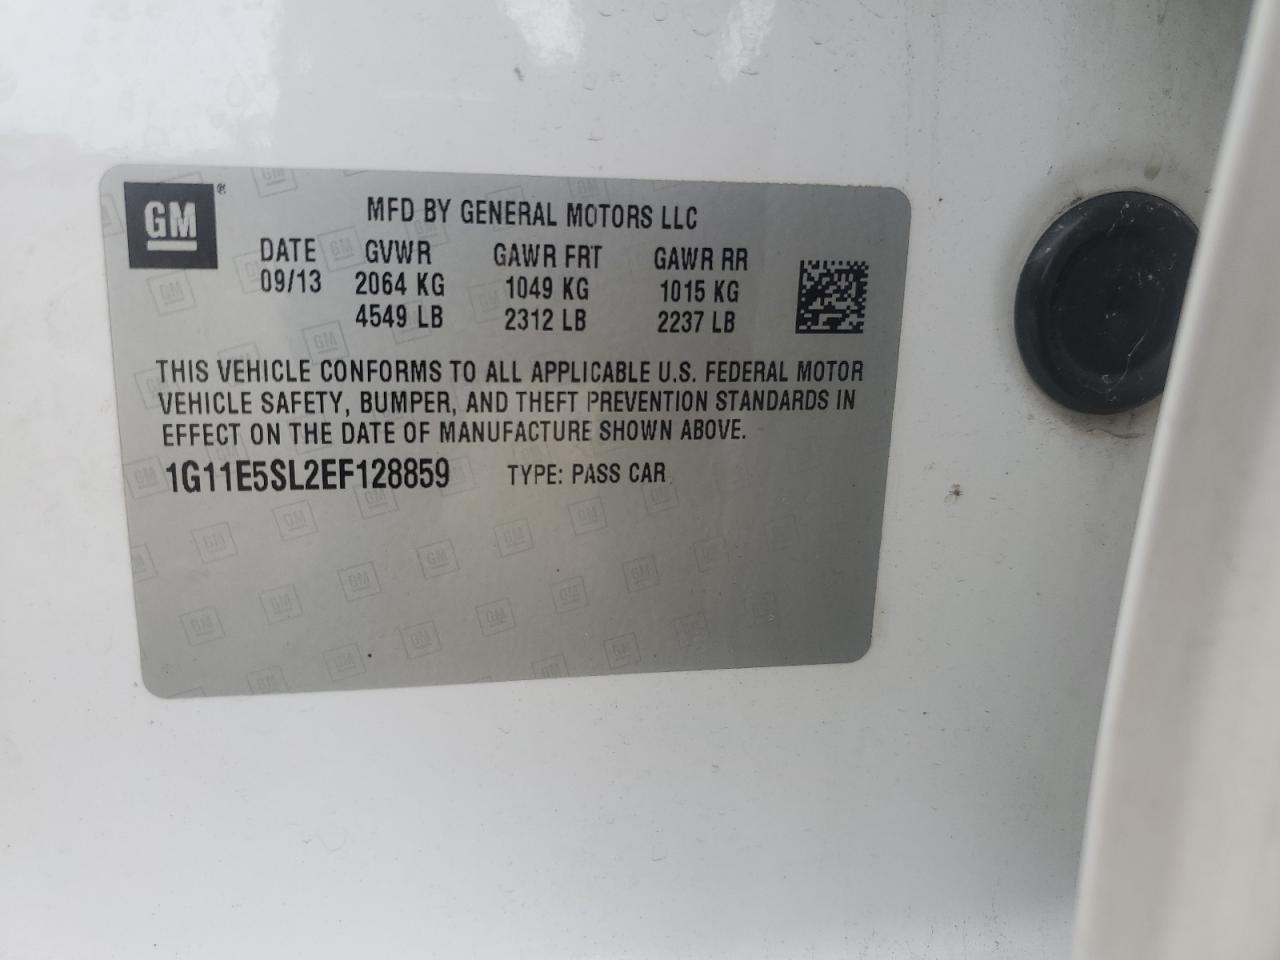 GM ®
MFD BY GENERAL MOTORS LLC
DATE GVWR GAWR FRT GAWR RR
09/13 2064 KG 1049 KG 1015 KG
4549 LB 2312 LB 2237 LB
THIS VEHICLE CONFORMS TO ALL APPLICABLE U.S. FEDERAL MOTOR
VEHICLE SAFETY, BUMPER, AND THEFT PREVENTION STANDARDS IN
EFFECT ON THE DATE OF MANUFACTURE SHOWN ABOVE.
1G11E5SL2EF128859 TYPE: PASS CAR